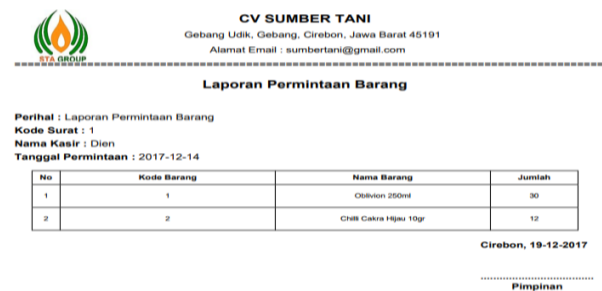 CV SUMBER TANI
Gebang Udik, Gebang, Cirebon, Jawa Barat 45191
Alamat Email : sumbertani@gmail.com
STA GROUP
Laporan Permintaan Barang
Perihal : Laporan Permintaan Barang
Kode Surat : 1
Nama Kasir : Dien
Tanggal Permintaan : 2017-12-14
No Kode Barang Nama Barang Jumlah
1 1 Oblivion 250ml 30
2 2 Chilli Cakra Hijau 10gr 12
Cirebon, 19-12-2017
Pimpinan